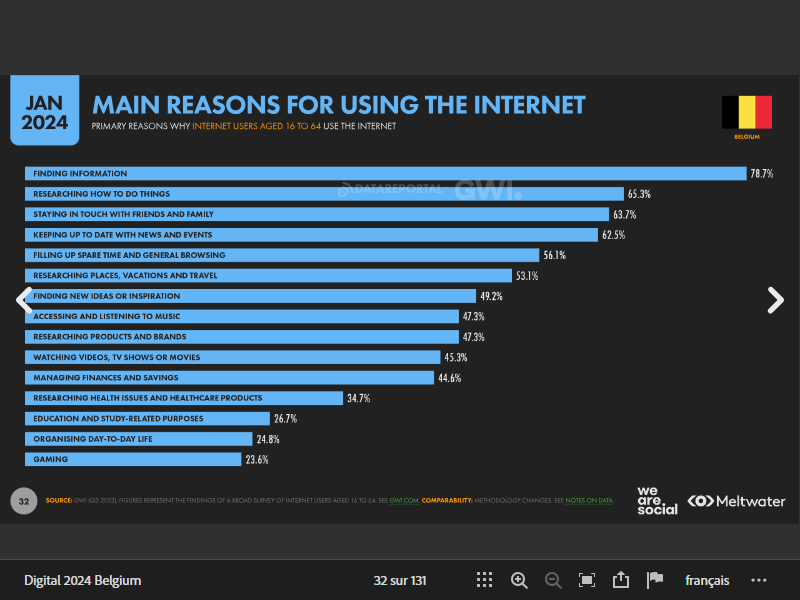 JAN
2024
MAIN REASONS FOR USING THE INTERNET
PRIMARY REASONS WHY INTERNET USERS AGED 16 TO 64 USE THE INTERNET
BELGIUM
DATAREPORTAL GWI.
FINDING INFORMATION 78.7%
RESEARCHING HOW TO DO THINGS 65.3%
STAYING IN TOUCH WITH FRIENDS AND FAMILY 63.7%
KEEPING UP TO DATE WITH NEWS AND EVENTS 62.5%
FILLING UP SPARE TIME AND GENERAL BROWSING 56.1%
RESEARCHING PLACES, VACATIONS AND TRAVEL 53.1%
FINDING NEW IDEAS OR INSPIRATION 49.2%
ACCESSING AND LISTENING TO MUSIC 47.3%
RESEARCHING PRODUCTS AND BRANDS 47.3%
WATCHING VIDEOS, TV SHOWS OR MOVIES 45.3%
MANAGING FINANCES AND SAVINGS 44.6%
RESEARCHING HEALTH ISSUES AND HEALTHCARE PRODUCTS 34.7%
EDUCATION AND STUDY-RELATED PURPOSES 26.7%
ORGANISING DAY-TO-DAY LIFE 24.8%
GAMING 23.6%
32
SOURCE: GWI (Q3 2023). FIGURES REPRESENT THE FINDINGS OF A BROAD SURVEY OF INTERNET USERS AGED 16 TO 64. SEE GWI.COM. COMPARABILITY: METHODOLOGY CHANGES. SEE NOTES ON DATA.
we
are.
social
Meltwater
Digital 2024 Belgium
32 sur 131
français